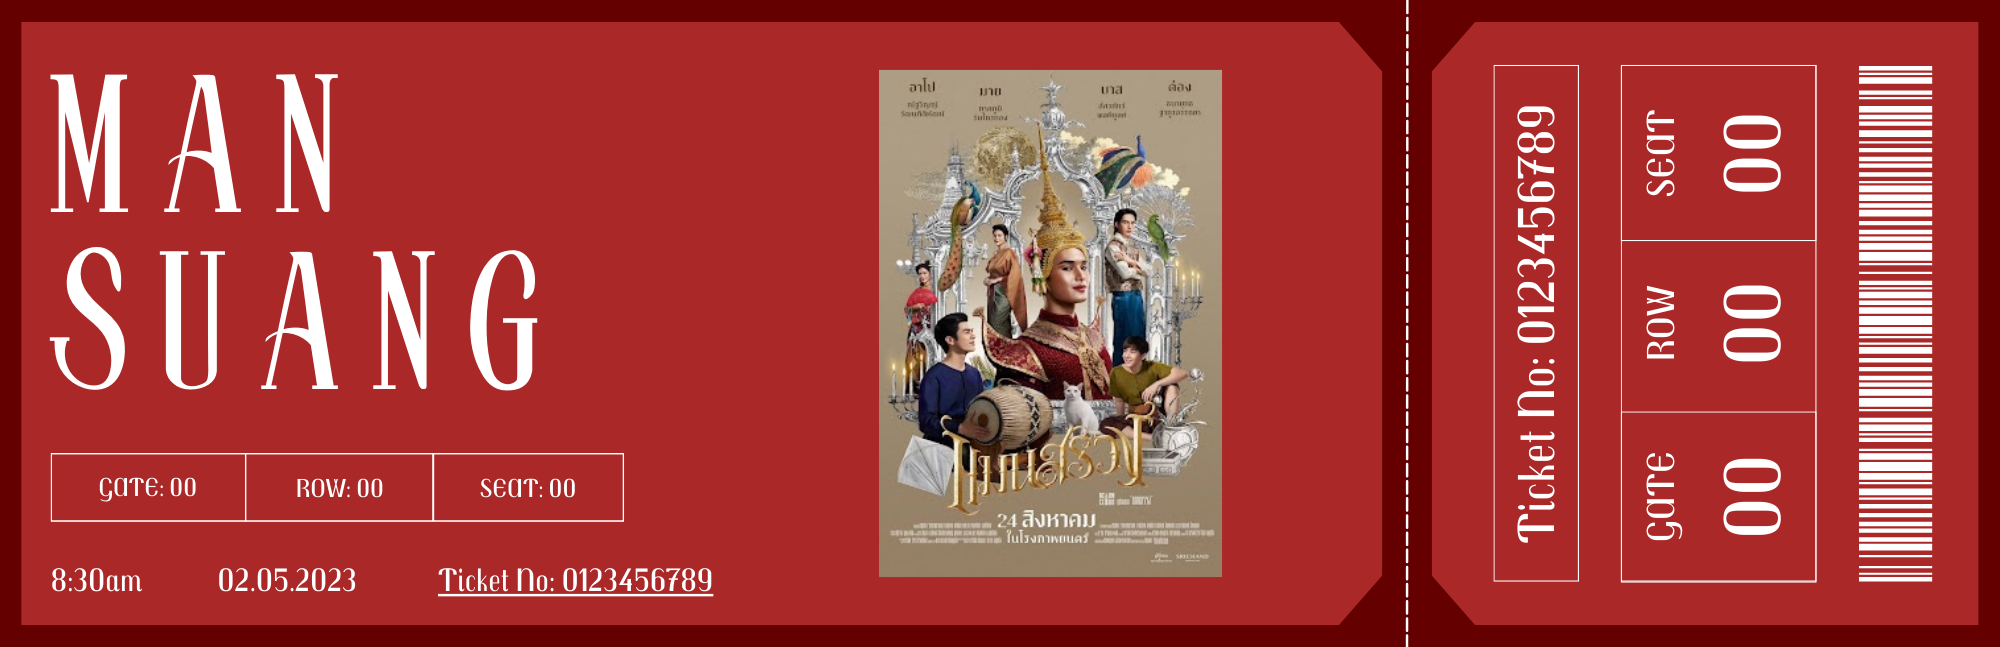 MAN
SUANG
GATE: 00
ROW: 00
SEAT: 00
8:30am
02.05.2023
Ticket No: 0123456789
อาโป
มาย
บาส
ต๋อง
แมนสรวง
24 สิงหาคม
ในโรงภาพยนตร์
Ticket No: 0123456789
SEAT
00
ROW
00
GATE
00